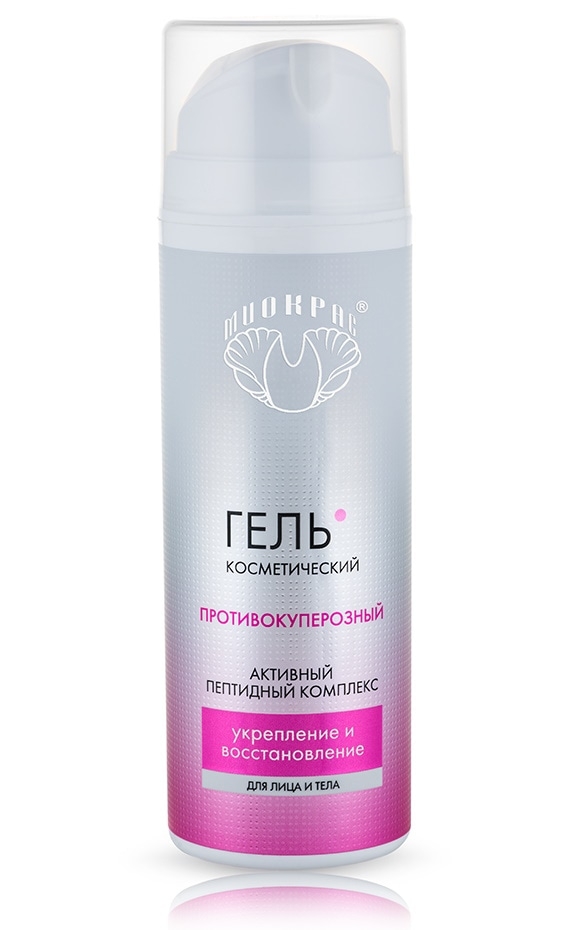 МИОКРАС®
ГЕЛЬ
КОСМЕТИЧЕСКИЙ
ПРОТИВОКУПЕРОЗНЫЙ
АКТИВНЫЙ
ПЕПТИДНЫЙ КОМПЛЕКС
укрепление и
восстановление
ДЛЯ ЛИЦА И ТЕЛА